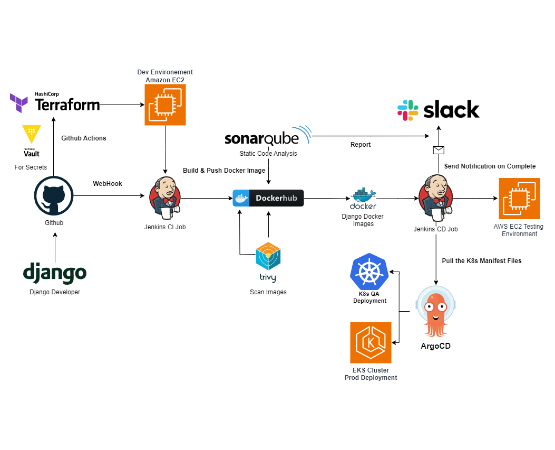 Dev Environement
Amazon EC2
HashiCorp
Terraform
slack
sonarqube
Static Code Analysis
Report
Github Actions
Vault
For Secrets
Build & Push Docker Image
Send Notification on Complete
WebHook
Dockerhub
docker
Github
Jenkins CI Job
Django Docker
Images
Jenkins CD Job
AWS EC2 Testing
Environment
django
Django Developer
trivy
Scan Images
Pull the K8s Manifest Files
K8s QA
Deployment
ArgoCD
EKS Cluster
Prod Deployment